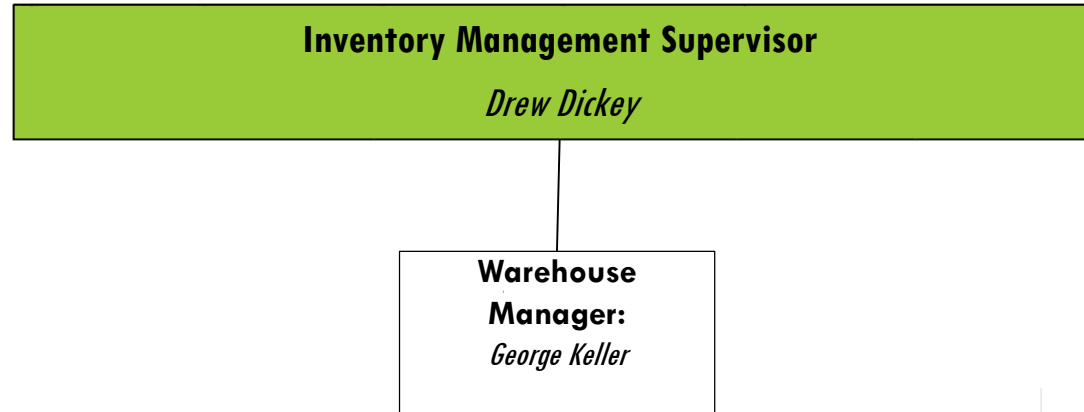 Inventory Management Supervisor
Drew Dickey
Warehouse
Manager:
George Keller